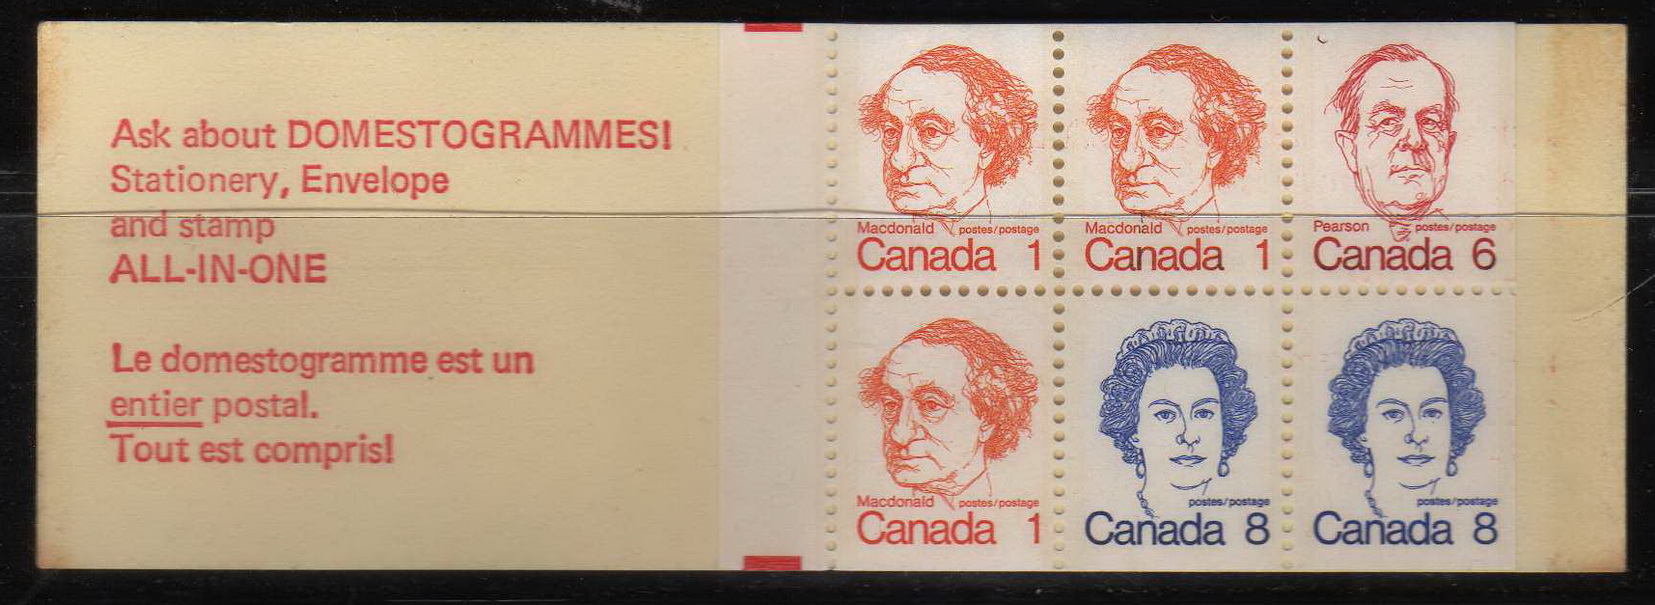 Ask about DOMESTOGRAMMES!
Stationery, Envelope
and stamp
ALL-IN-ONE
Le domestogramme est un
entier postal.
Tout est compris!
Macdonald postes/postage
Canada 1
Macdonald postes/postage
Canada 1
Pearson postes/postage
Canada 6
Macdonald postes/postage
Canada 1
postes/postage
Canada 8
postes/postage
Canada 8